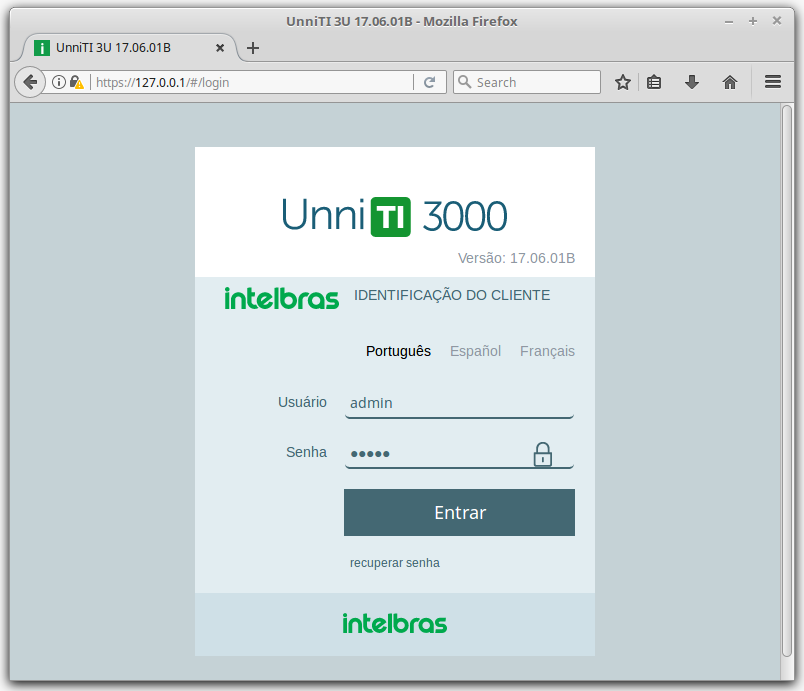 UnniTI 3U 17.06.01B - Mozilla Firefox
UnniTI 3U 17.06.01B
https://127.0.0.1/#/login
Search
Unni TI 3000
Versão: 17.06.01B
intelbras IDENTIFICAÇÃO DO CLIENTE
Português Español Français
Usuário admin
Senha •••••
Entrar
recuperar senha
intelbras